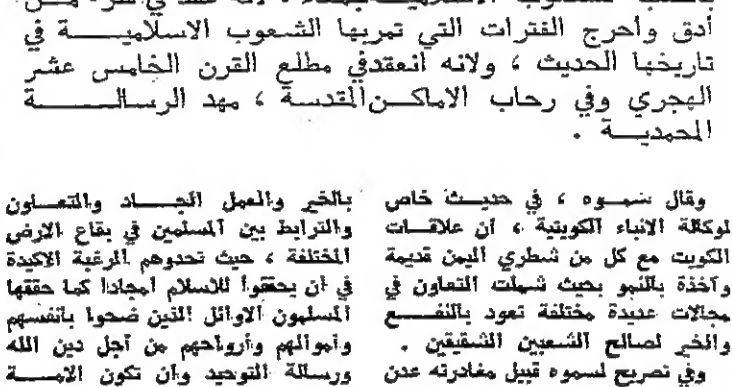 أدق وأحرج الفترات التي تمربها الشعوب الاسلامية في
تاريخها الحديث ، ولانه انعقدفي مطلع القرن الخامس عشر
الهجري وفي رحاب الاماكن المقدسة ، مهد الرسالة
المحمدية .
وقال سموه ، في حديث خاص
لوكالة الانباء الكويتية ، ان علاقات
الكويت مع كل من شطري اليمن قديمة
وآخذة بالنمو بحيث شملت التعاون في
مجالات عديدة مختلفة تعود بالنفع
والخير لصالح الشعبين الشقيقين .
وفي تصريح لسموه قبيل مغادرته عدن
بالخير والعمل الجاد والتعاون
والترابط بين المسلمين في بقاع الارض
المختلفة ، حيث تحدوهم الرغبة الاكيدة
في أن يحققوا للاسلام امجادا كما حققها
المسلمون الاوائل الذين ضحوا بانفسهم
وأموالهم وأرواحهم من أجل دين الله
ورسالة التوحيد وان تكون الامة